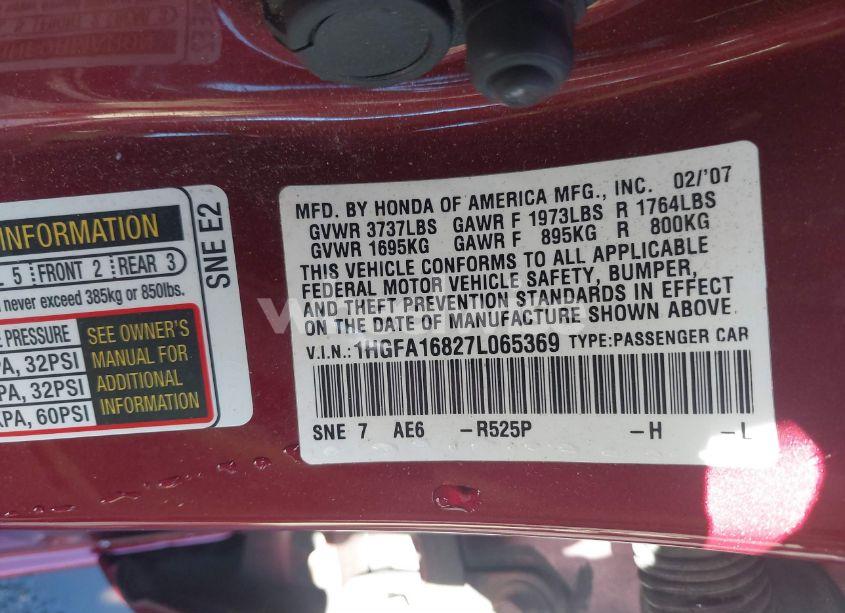 INFORMATION
SNE E2
5 FRONT 2 REAR 3
never exceed 385kg or 850lbs.
PRESSURE
SEE OWNER'S
MANUAL FOR
ADDITIONAL
INFORMATION
PA, 32PSI
PA, 32PSI
KPA, 60PSI
MFD. BY HONDA OF AMERICA MFG., INC. 02/'07
GVWR 3737LBS GAWR F 1973LBS R 1764LBS
GVWR 1695KG GAWR F 895KG R 800KG
THIS VEHICLE CONFORMS TO ALL APPLICABLE
FEDERAL MOTOR VEHICLE SAFETY, BUMPER,
AND THEFT PREVENTION STANDARDS IN EFFECT
ON THE DATE OF MANUFACTURE SHOWN ABOVE.
V.I.N.: 1HGFA16827L065369 TYPE:PASSENGER CAR
SNE 7 AE6 -R525P -H -L